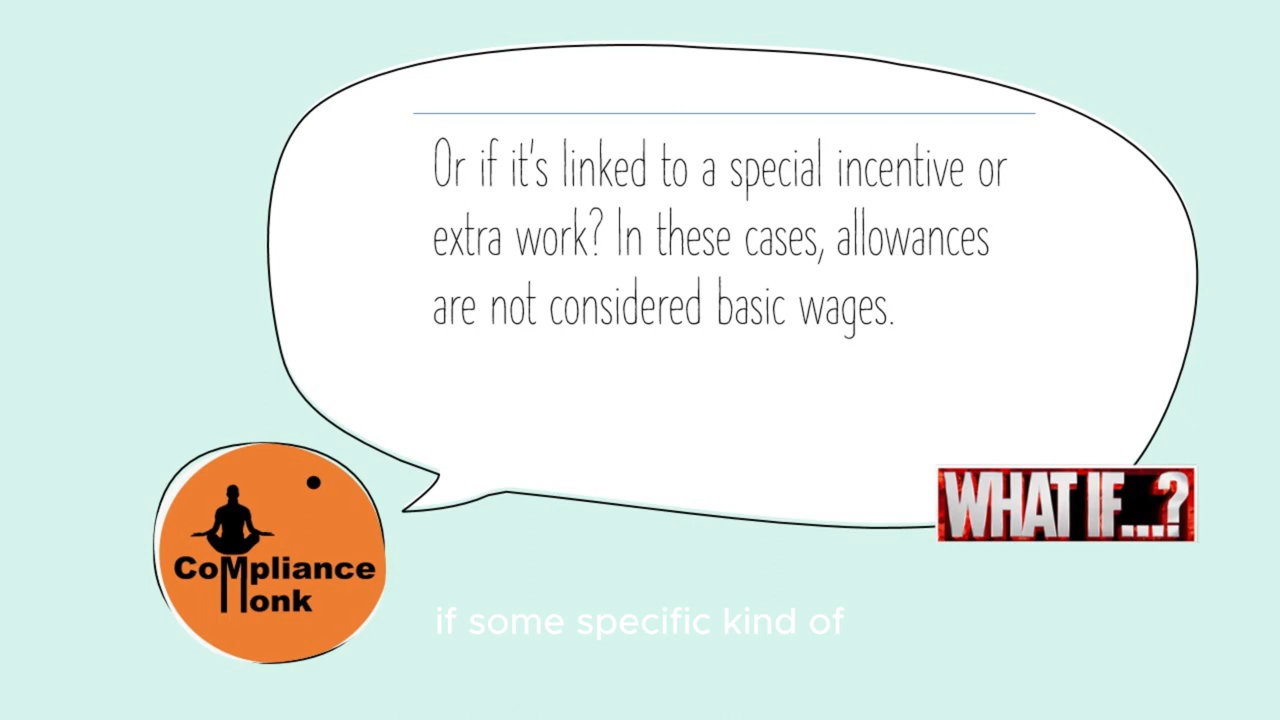 Or if it's linked to a special incentive or
extra work? In these cases, allowances
are not considered basic wages.
WHAT IF...?
CoMpliance
Monk
if some specific kind of